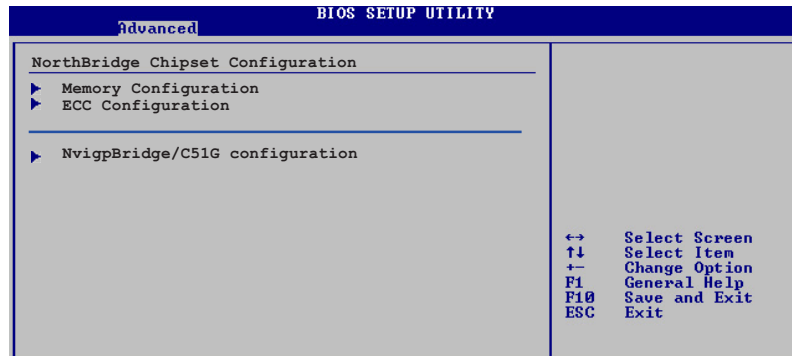 BIOS SETUP UTILITY
Advanced
NorthBridge Chipset Configuration
Memory Configuration
ECC Configuration
NvigpBridge/C51G configuration
←→ Select Screen
↑↓ Select Item
+- Change Option
F1 General Help
F10 Save and Exit
ESC Exit